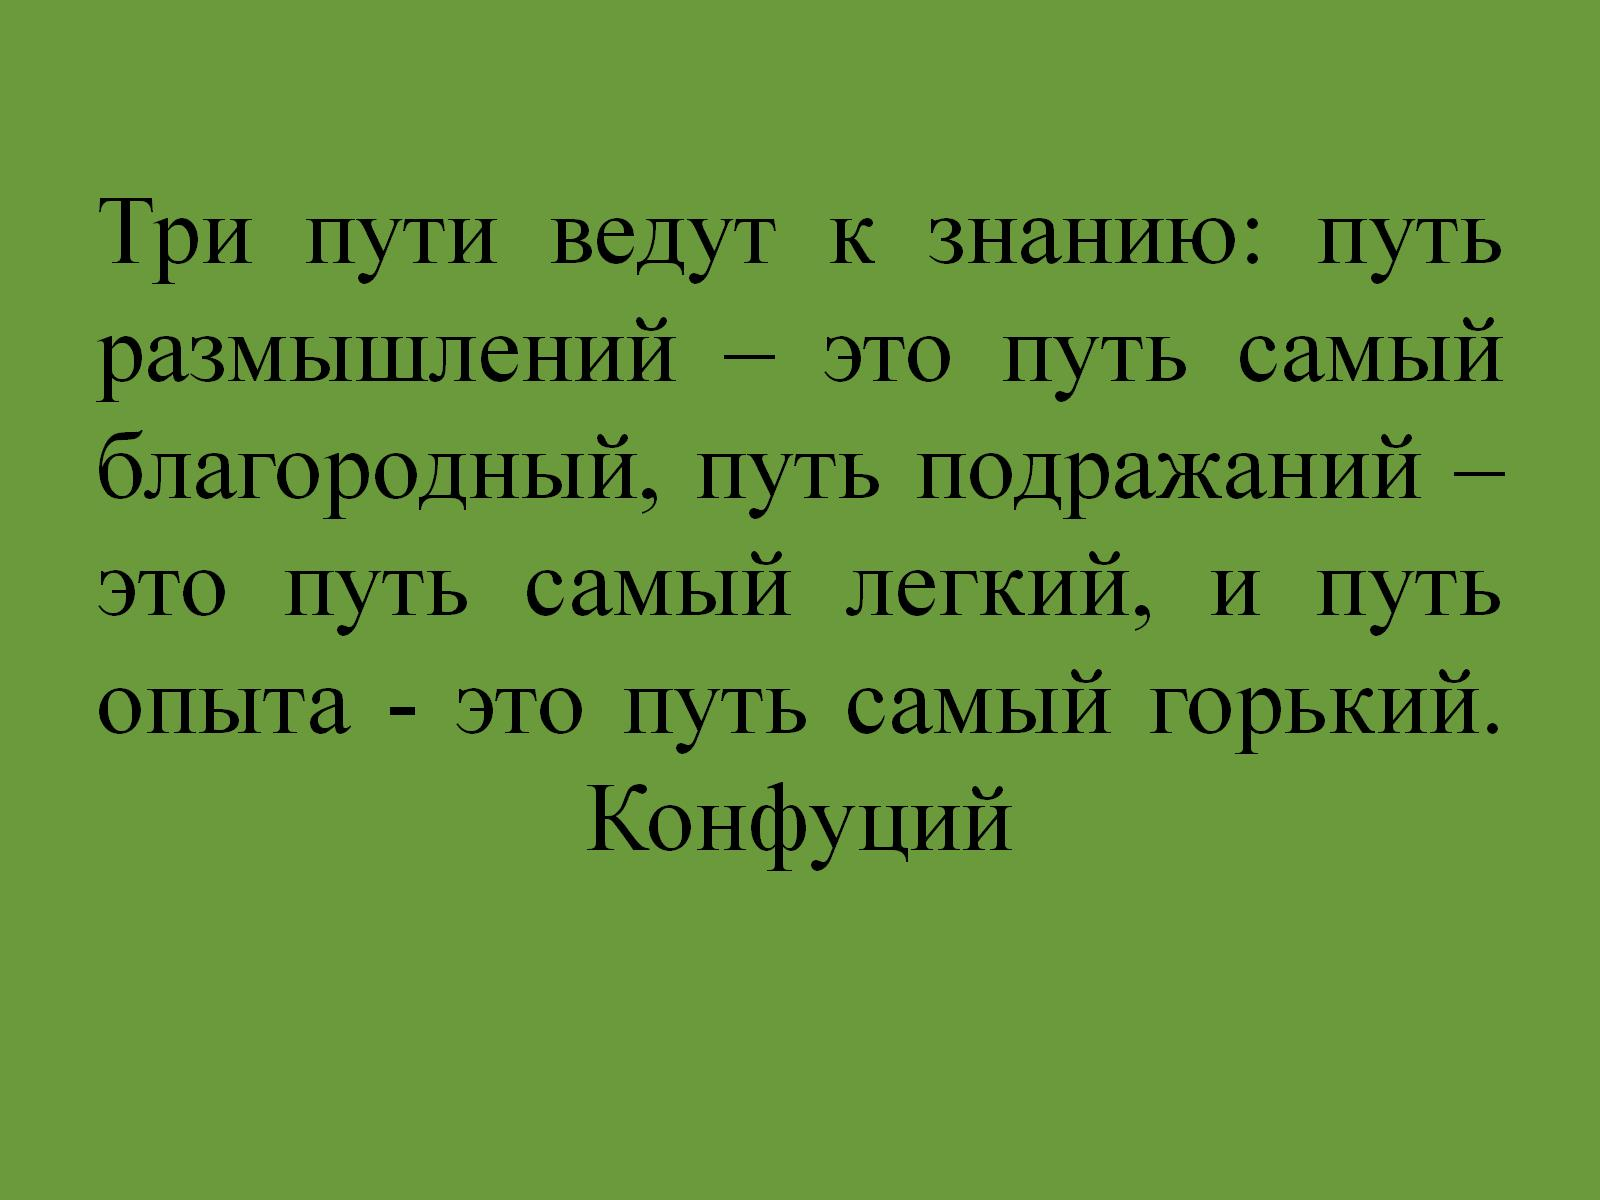 Три пути ведут к знанию: путь
размышлений – это путь самый
благородный, путь подражаний –
это путь самый легкий, и путь
опыта - это путь самый горький.
Конфуций